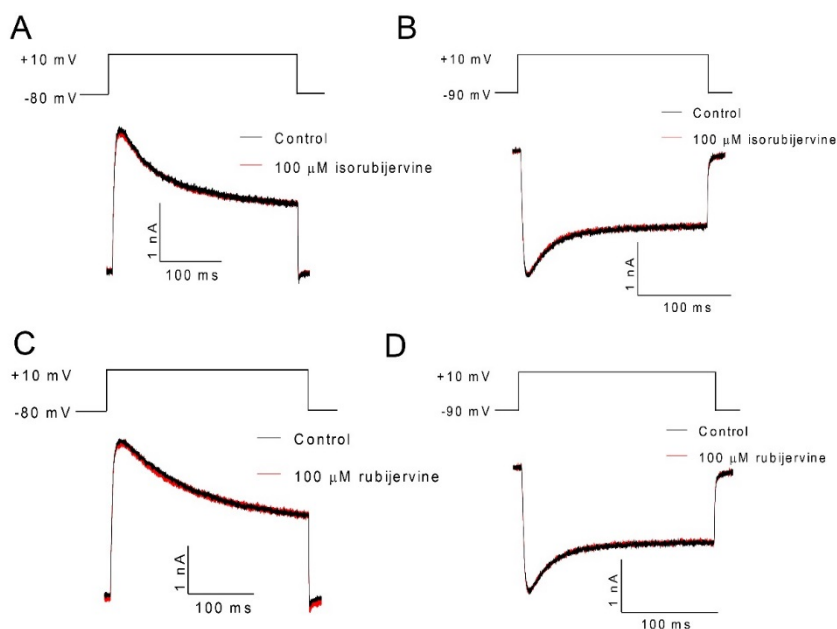 A
+10 mV
-80 mV
Control
100 μM isorubijervine
1 nA
100 ms
B
+10 mV
-90 mV
Control
100 μM isorubijervine
1 nA
100 ms
C
+10 mV
-80 mV
Control
100 μM rubijervine
1 nA
100 ms
D
+10 mV
-90 mV
Control
100 μM rubijervine
1 nA
100 ms